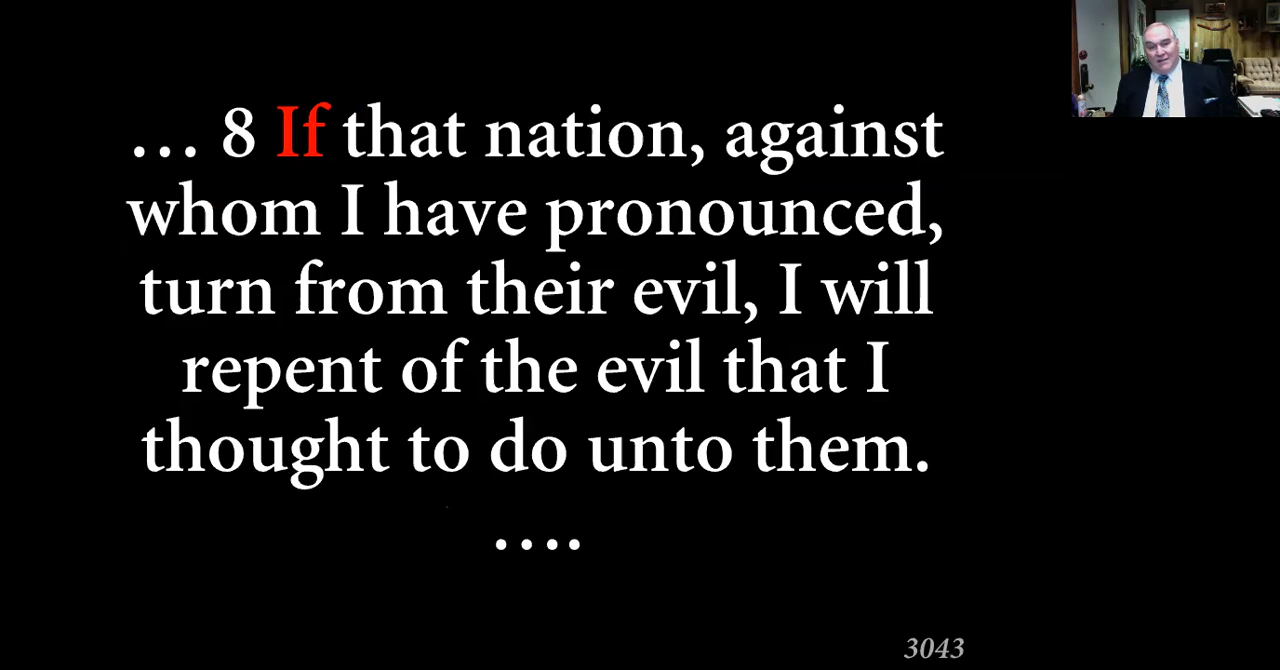 … 8 If that nation, against
whom I have pronounced,
turn from their evil, I will
repent of the evil that I
thought to do unto them.
….
3043